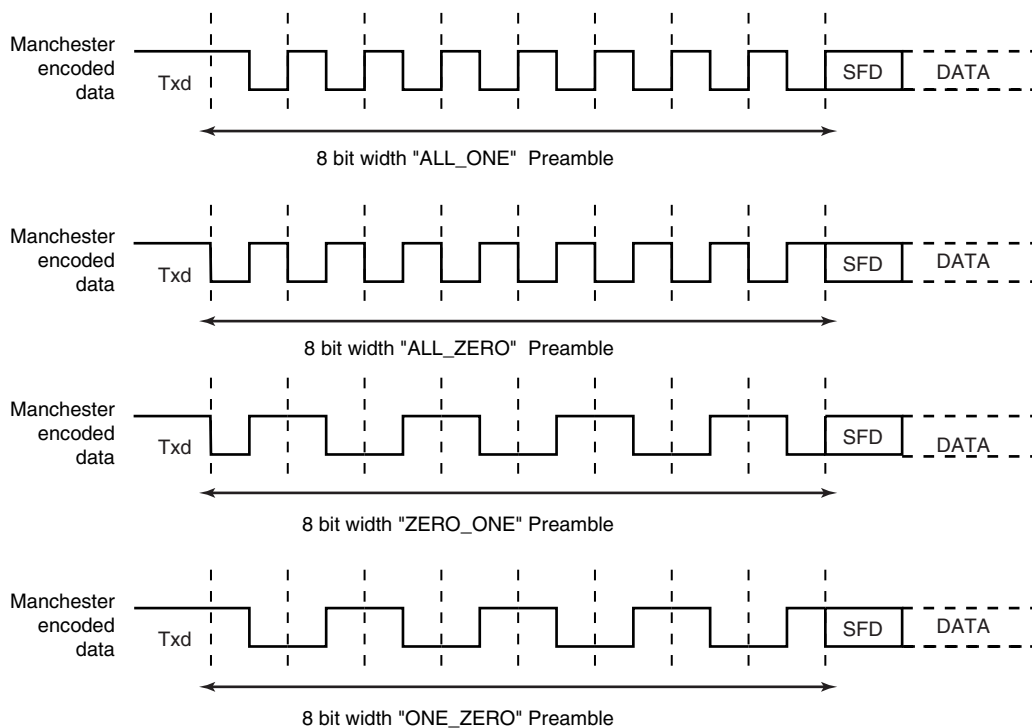 Manchester
encoded
data
Txd
SFD
DATA
8 bit width "ALL_ONE" Preamble
Manchester
encoded
data
Txd
SFD
DATA
8 bit width "ALL_ZERO" Preamble
Manchester
encoded
data
Txd
SFD
DATA
8 bit width "ZERO_ONE" Preamble
Manchester
encoded
data
Txd
SFD
DATA
8 bit width "ONE_ZERO" Preamble